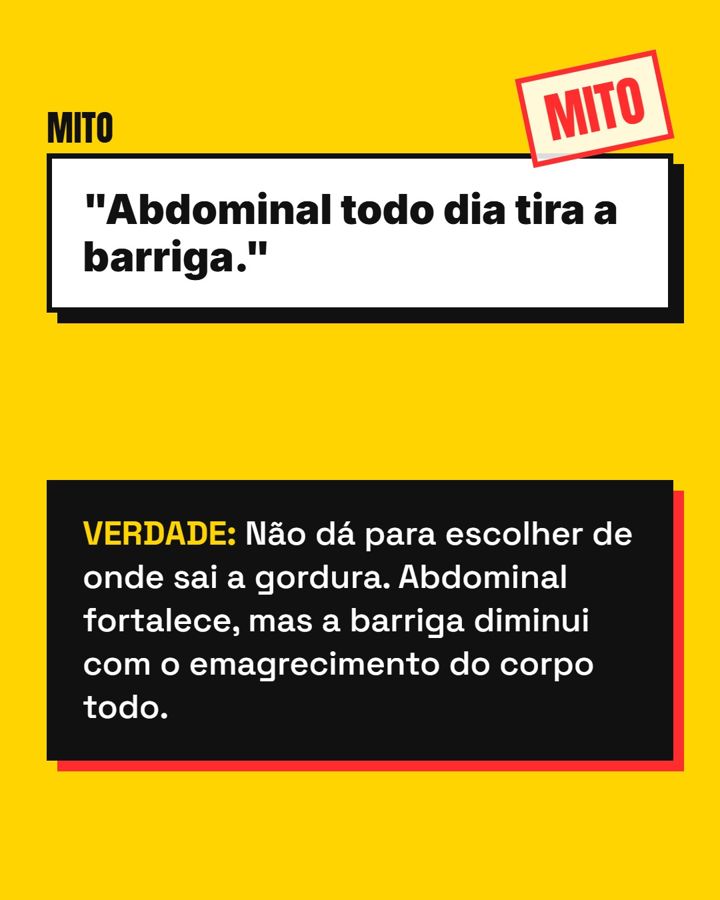 MITO
MITO
"Abdominal todo dia tira a
barriga."
VERDADE: Não dá para escolher de
onde sai a gordura. Abdominal
fortalece, mas a barriga diminui
com o emagrecimento do corpo
todo.